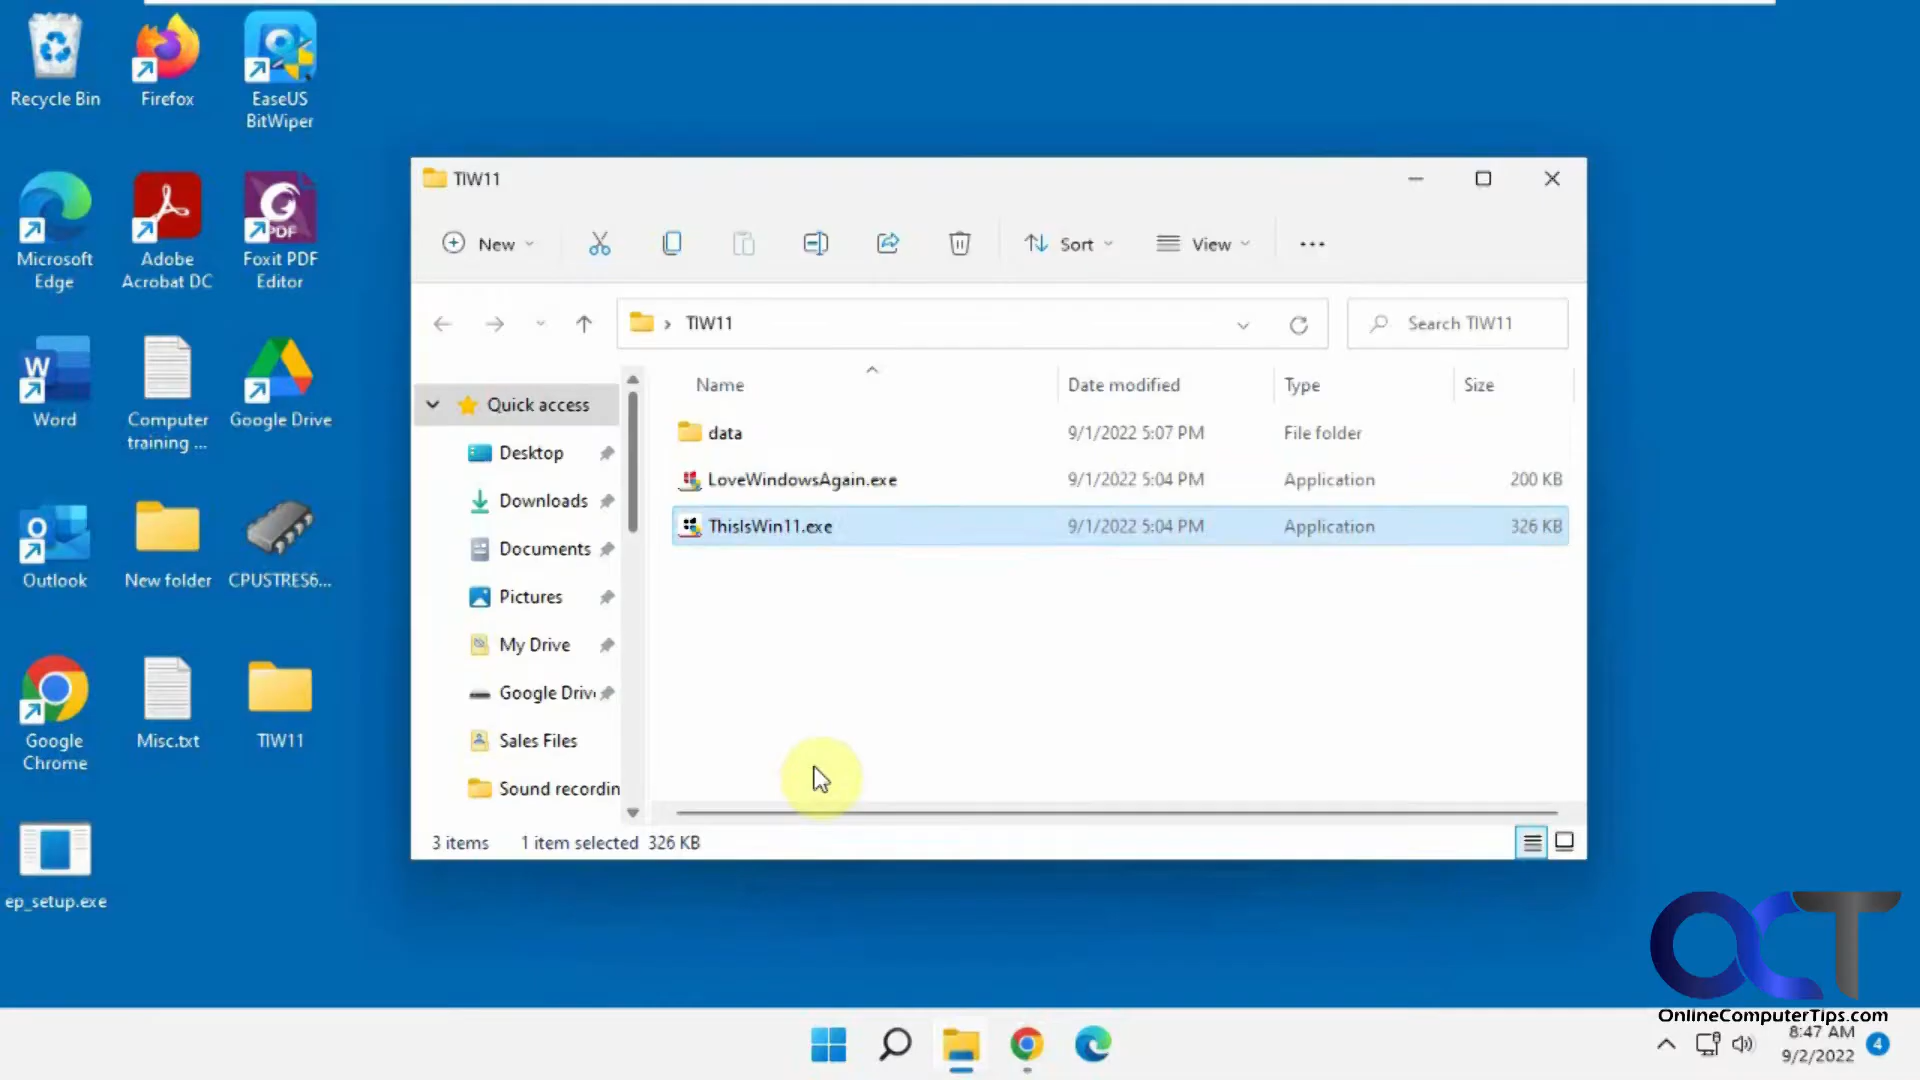 Recycle Bin
Firefox
EaseUS
BitWiper
Microsoft
Edge
Adobe
Acrobat DC
PDF
Foxit PDF
Editor
W
Word
Computer
training ...
Google Drive
Outlook
New folder
CPUSTRES6...
Google
Chrome
Misc.txt
TIW11
ep_setup.exe
TIW11
New
Sort
View
TIW11
Search TIW11
Name
Date modified
Type
Size
Quick access
Desktop
Downloads
Documents
Pictures
My Drive
Google Driv
Sales Files
Sound recordin
data 9/1/2022 5:07 PM File folder
LoveWindowsAgain.exe 9/1/2022 5:04 PM Application 200 KB
ThisIsWin11.exe 9/1/2022 5:04 PM Application 326 KB
3 items 1 item selected 326 KB
OCT
OnlineComputerTips.com
8:47 AM
9/2/2022
4